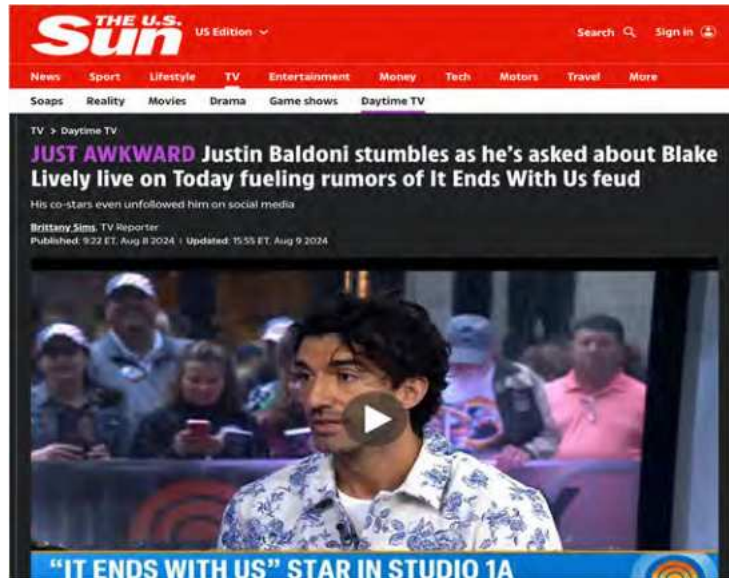 THE U.S.
Sun
US Edition
Search
Sign in
News Sport Lifestyle TV Entertainment Money Tech Motors Travel More
Soaps Reality Movies Drama Game shows Daytime TV
TV > Daytime TV
JUST AWKWARD Justin Baldoni stumbles as he's asked about Blake
Lively live on Today fueling rumors of It Ends With Us feud
His co-stars even unfollowed him on social media
Brittany Sims, TV Reporter
Published: 9:22 ET, Aug 8 2024 | Updated: 15:55 ET, Aug 9 2024
"IT ENDS WITH US" STAR IN STUDIO 1A